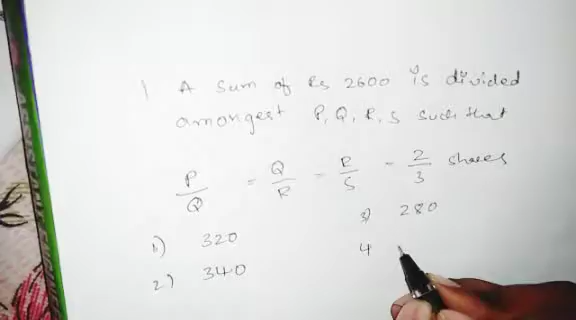 1 A sum of Rs 2600 is divided
amongest P, Q, R, S such that
P/Q = Q/R = R/S = 2/3 shares
1) 320
3) 280
2) 340
4